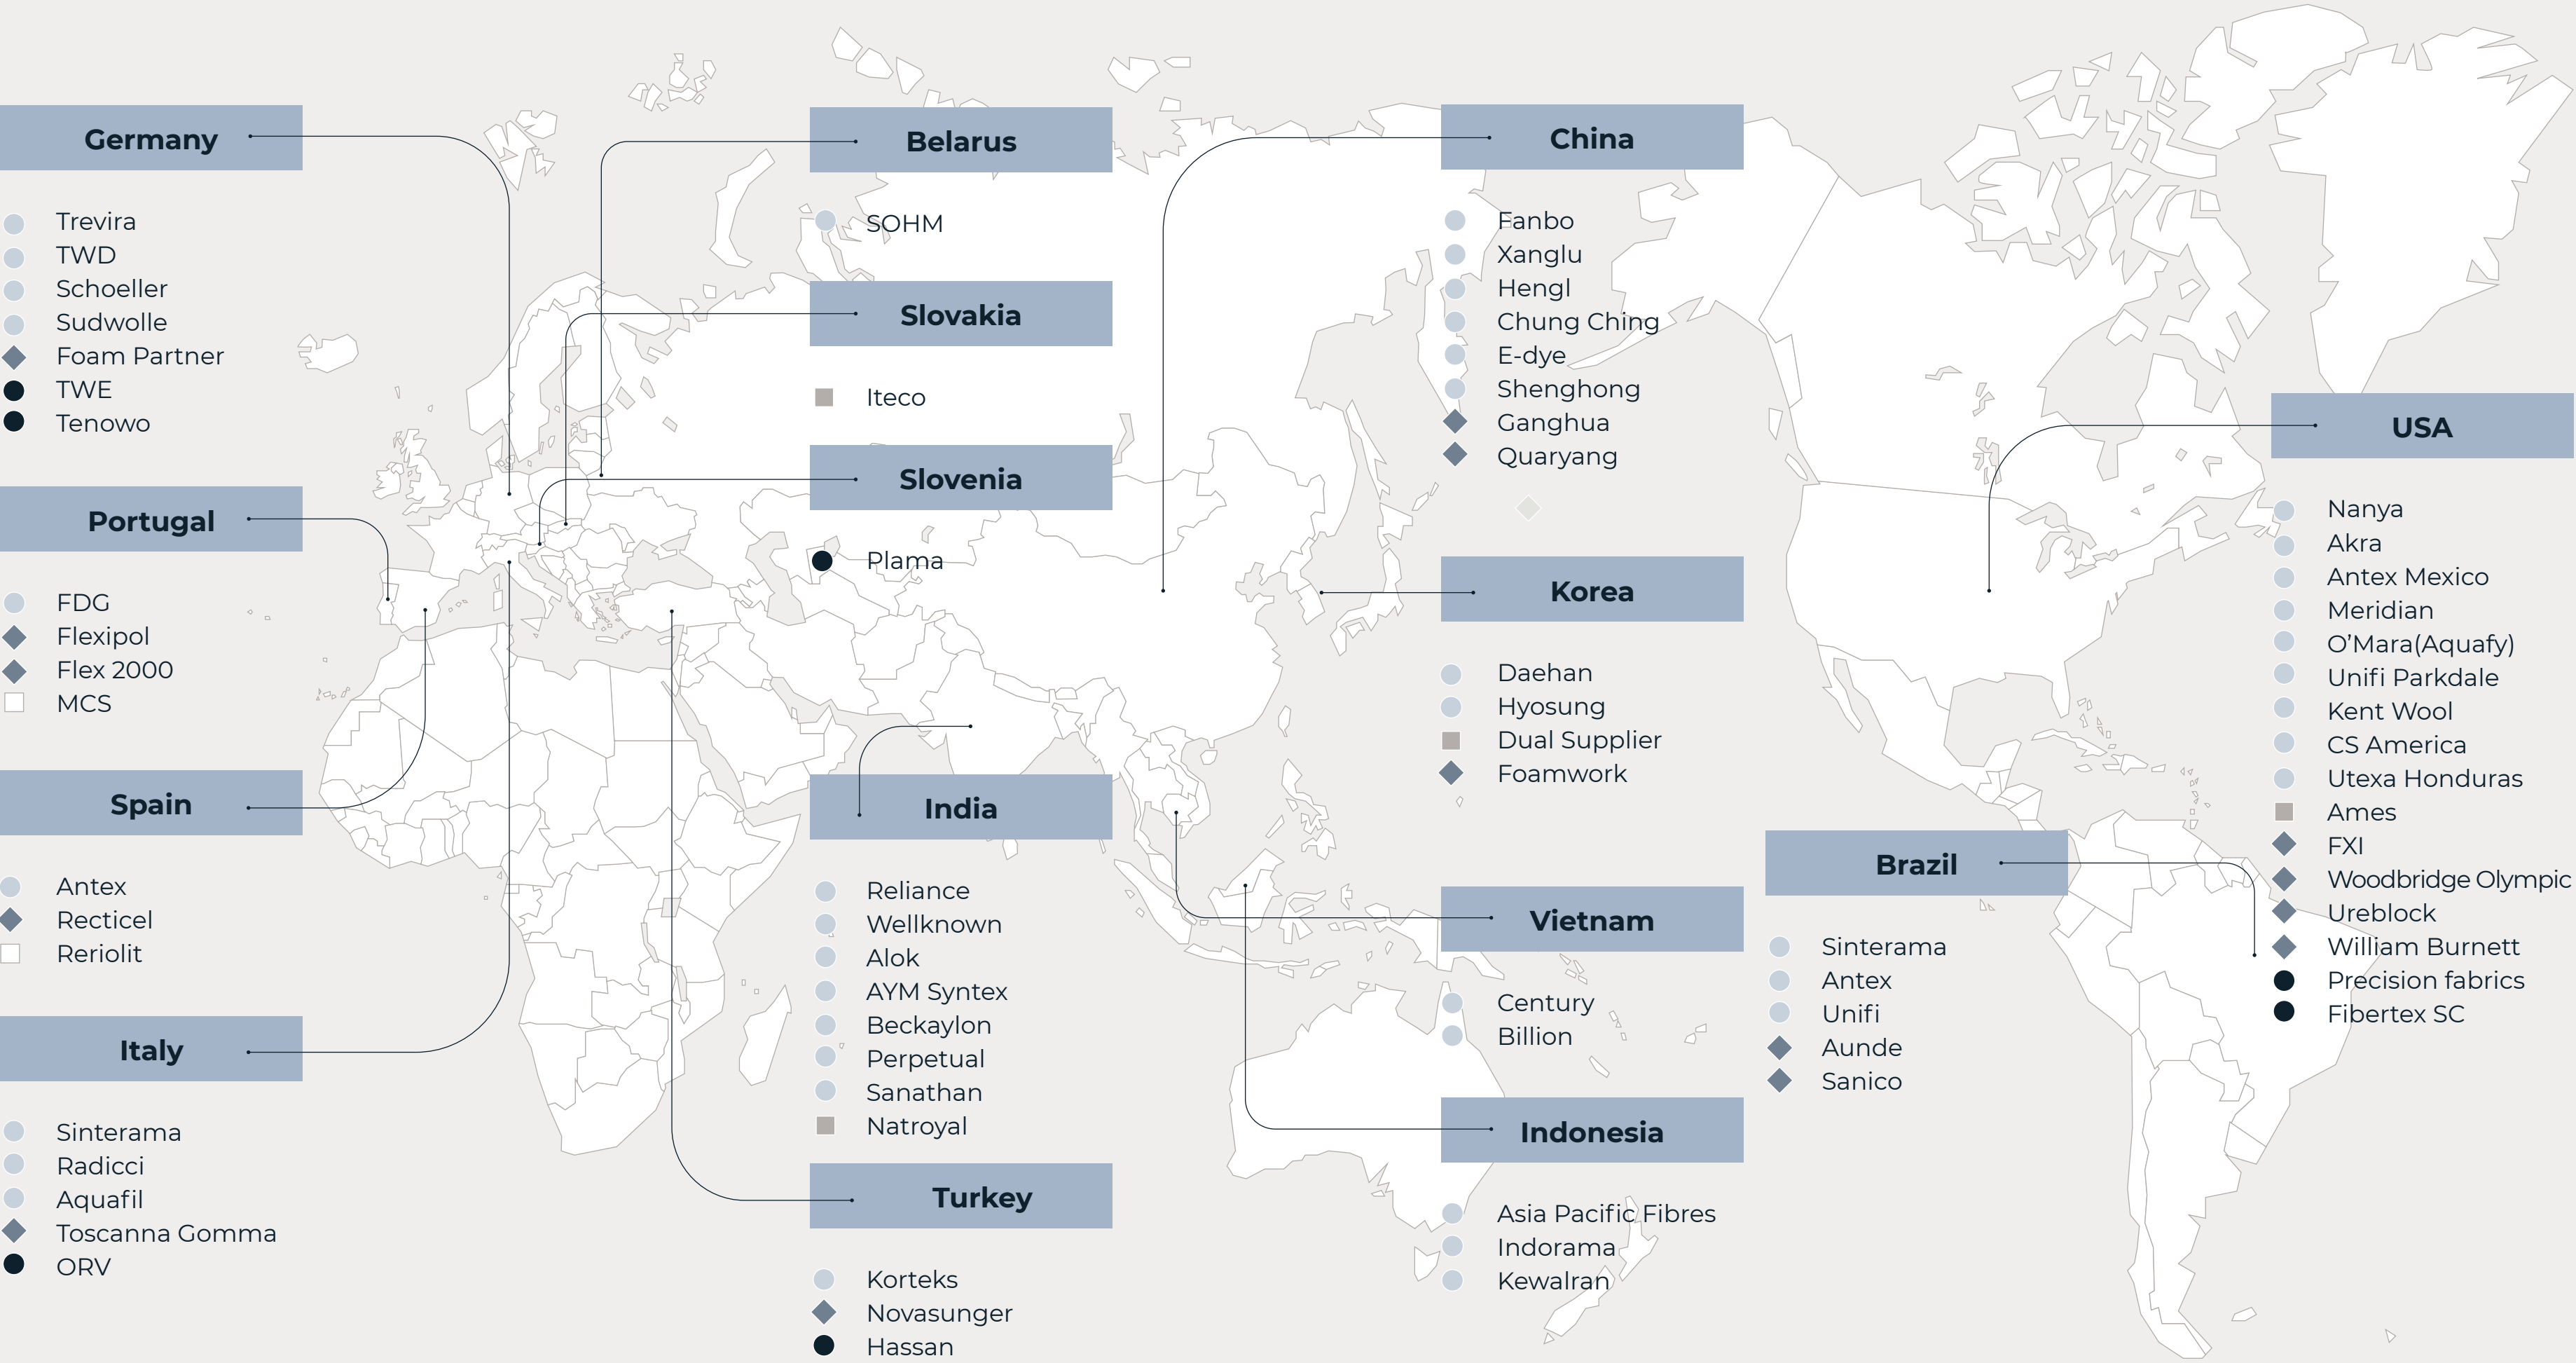 Germany
Trevira
TWD
Schoeller
Sudwolle
Foam Partner
TWE
Tenowo
Portugal
FDG
Flexipol
Flex 2000
MCS
Spain
Antex
Recticel
Reriolit
Italy
Sinterama
Radicci
Aquafil
Toscanna Gomma
ORV
Belarus
SOHM
Slovakia
Iteco
Slovenia
Plama
India
Reliance
Wellknown
Alok
AYM Syntex
Beckaylon
Perpetual
Sanathan
Natroyal
Turkey
Korteks
Novasunger
Hassan
China
Fanbo
Xanglu
Hengl
Chung Ching
E-dye
Shenghong
Ganghua
Quaryang
Korea
Daehan
Hyosung
Dual Supplier
Foamwork
Vietnam
Century
Billion
Indonesia
Asia Pacific Fibres
Indorama
Kewalran
Brazil
Sinterama
Antex
Unifi
Aunde
Sanico
USA
Nanya
Akra
Antex Mexico
Meridian
O’Mara(Aquafy)
Unifi Parkdale
Kent Wool
CS America
Utexa Honduras
Ames
FXI
Woodbridge Olympic
Ureblock
William Burnett
Precision fabrics
Fibertex SC